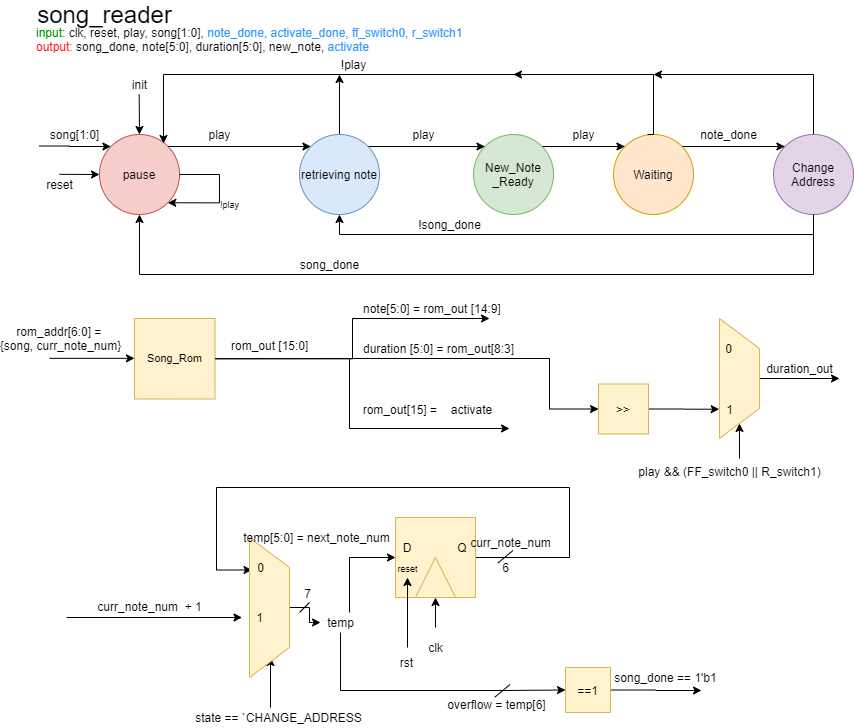 song_reader
input: clk, reset, play, song[1:0], note_done, activate_done, ff_switch0, r_switch1
output: song_done, note[5:0], duration[5:0], new_note, activate
!play
init
song[1:0]
play
play
play
note_done
pause
retrieving note
New_Note
_Ready
Waiting
Change
Address
reset
!play
!song_done
song_done
note[5:0] = rom_out [14:9]
rom_addr[6:0] =
{song, curr_note_num}
Song_Rom
rom_out [15:0]
duration [5:0] = rom_out[8:3]
0
duration_out
rom_out[15] = activate
>>
1
play && (FF_switch0 || R_switch1)
temp[5:0] = next_note_num
D
Q
curr_note_num
0
reset
6
7
curr_note_num + 1
1
temp
clk
rst
song_done == 1'b1
==1
overflow = temp[6]
state == `CHANGE_ADDRESS